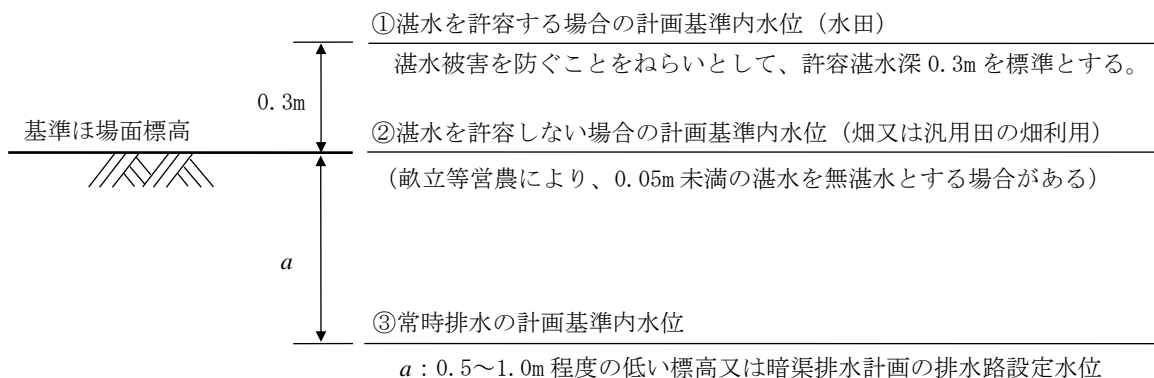 ①湛水を許容する場合の計画基準内水位（水田）
湛水被害を防ぐことをねらいとして、許容湛水深 0.3m を標準とする。
0.3m
基準ほ場面標高
②湛水を許容しない場合の計画基準内水位（畑又は汎用田の畑利用）
（畝立等営農により、0.05m 未満の湛水を無湛水とする場合がある）
a
③常時排水の計画基準内水位
a：0.5～1.0m 程度の低い標高又は暗渠排水計画の排水路設定水位